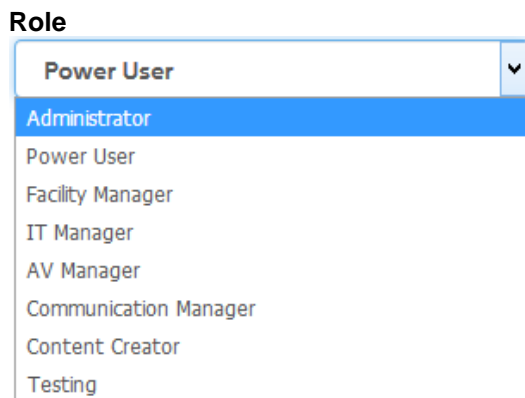 Role
Power User
Administrator
Power User
Facility Manager
IT Manager
AV Manager
Communication Manager
Content Creator
Testing